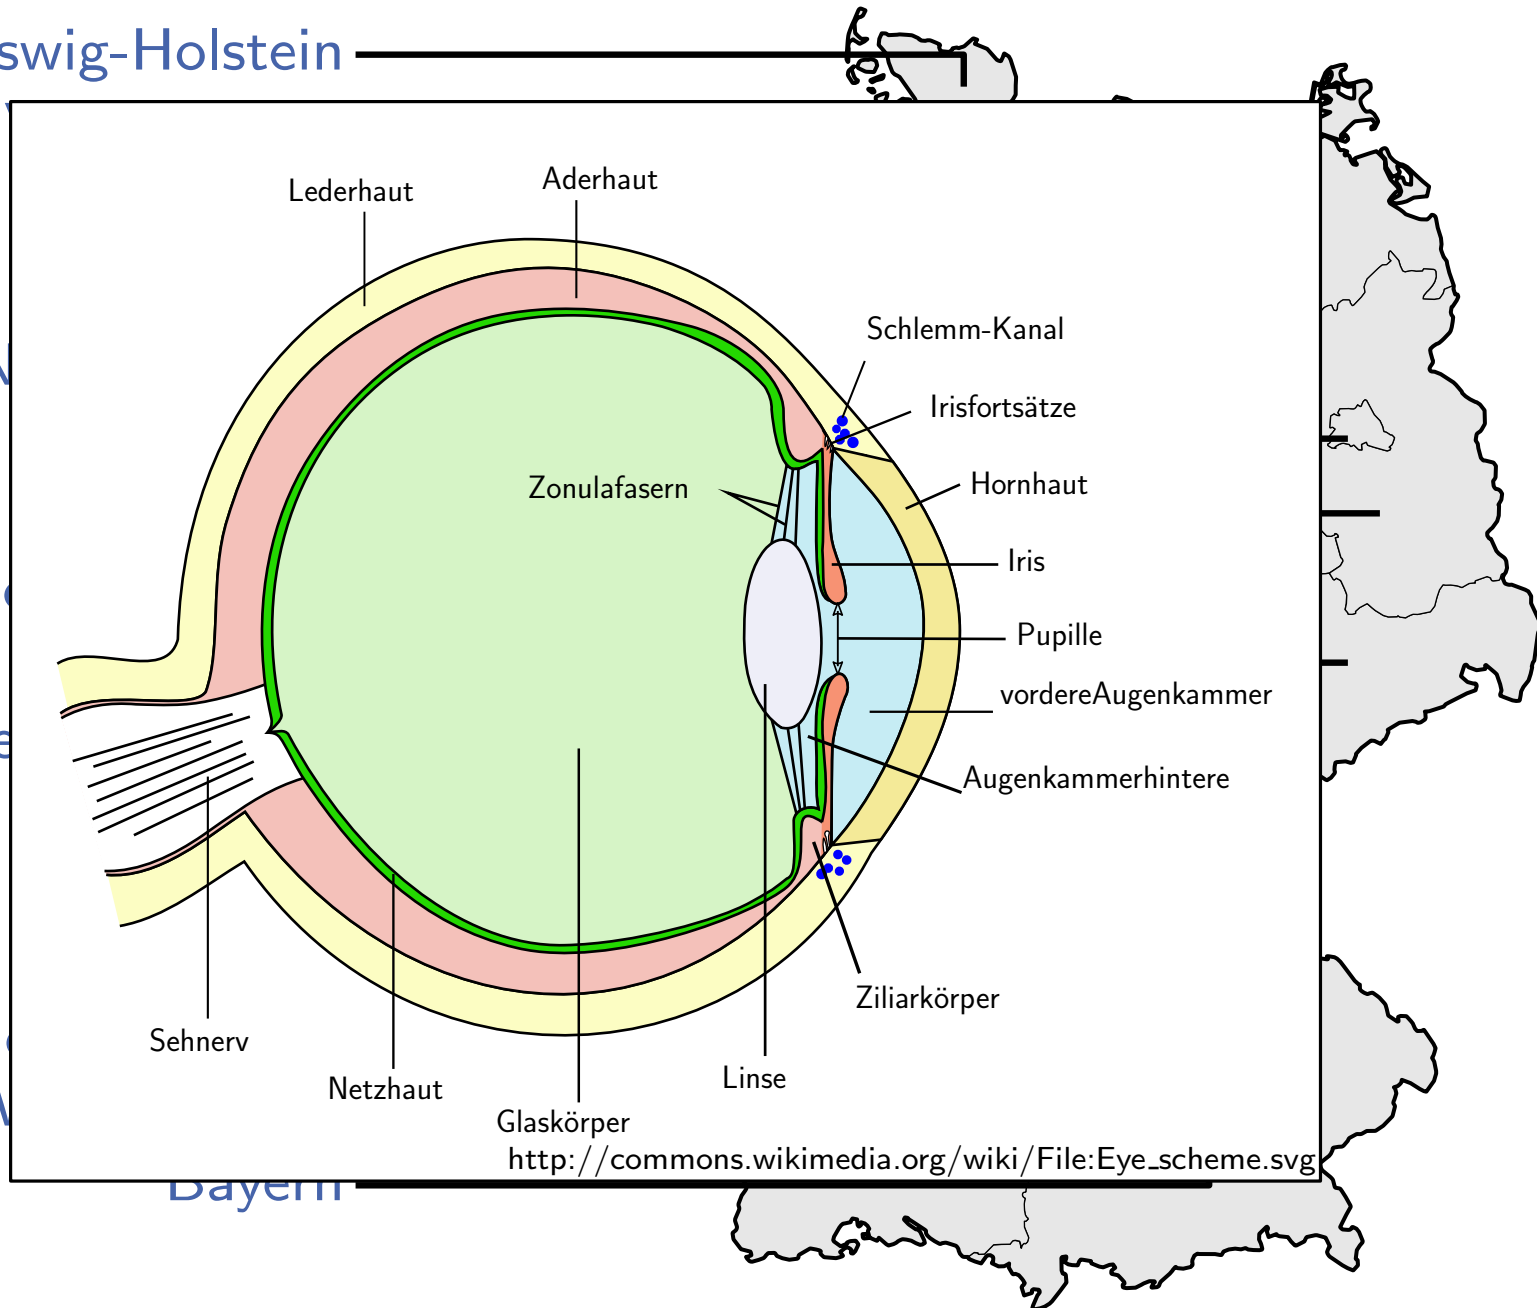 swig-Holstein
Aderhaut
Lederhaut
Schlemm-Kanal
Irisfortsätze
Hornhaut
Zonulafasern
Iris
Pupille
vordereAugenkammer
Augenkammerhintere
Ziliarkörper
Sehnerv
Linse
Netzhaut
Glaskörper
http://commons.wikimedia.org/wiki/File:Eye_scheme.svg
Bayern